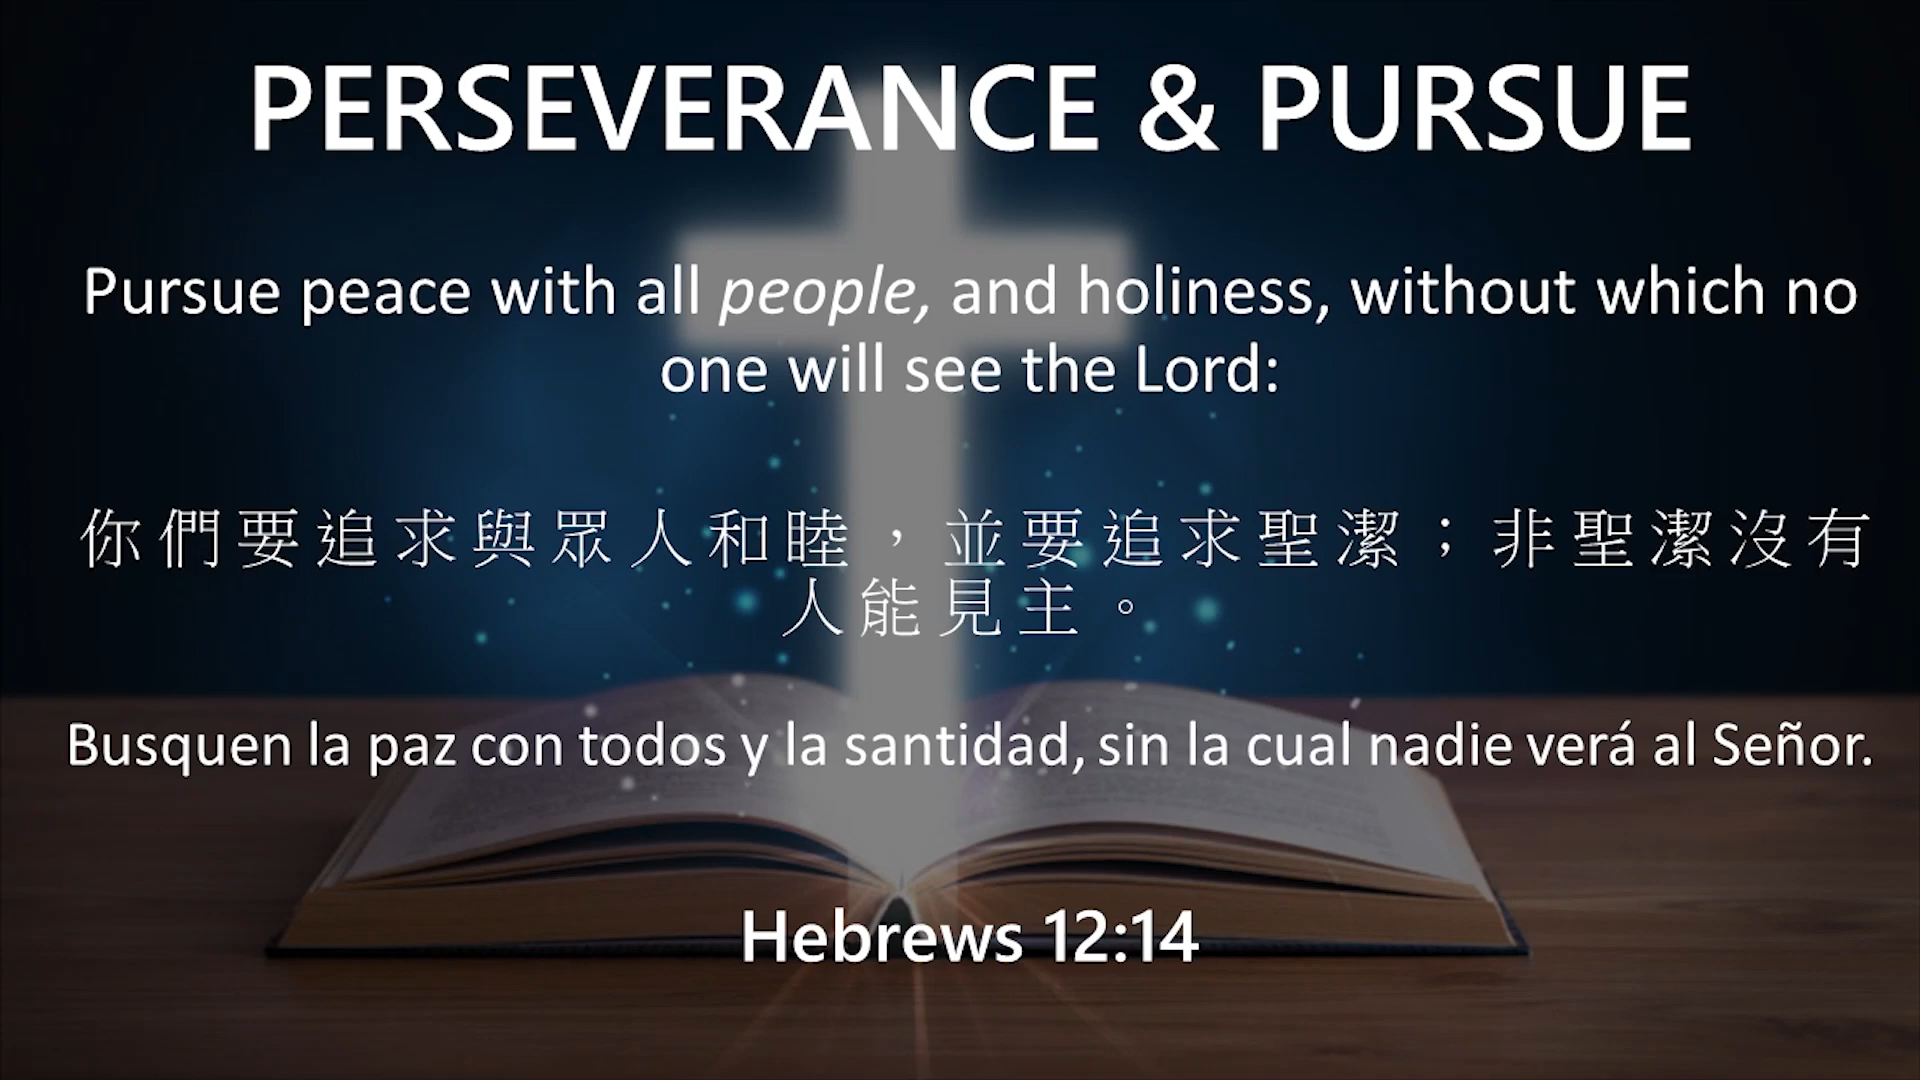 PERSEVERANCE & PURSUE
Pursue peace with all people, and holiness, without which no
one will see the Lord:
你們要追求與眾人和睦，並要追求聖潔；非聖潔沒有
人能見主。
Busquen la paz con todos y la santidad, sin la cual nadie verá al Señor.
Hebrews 12:14